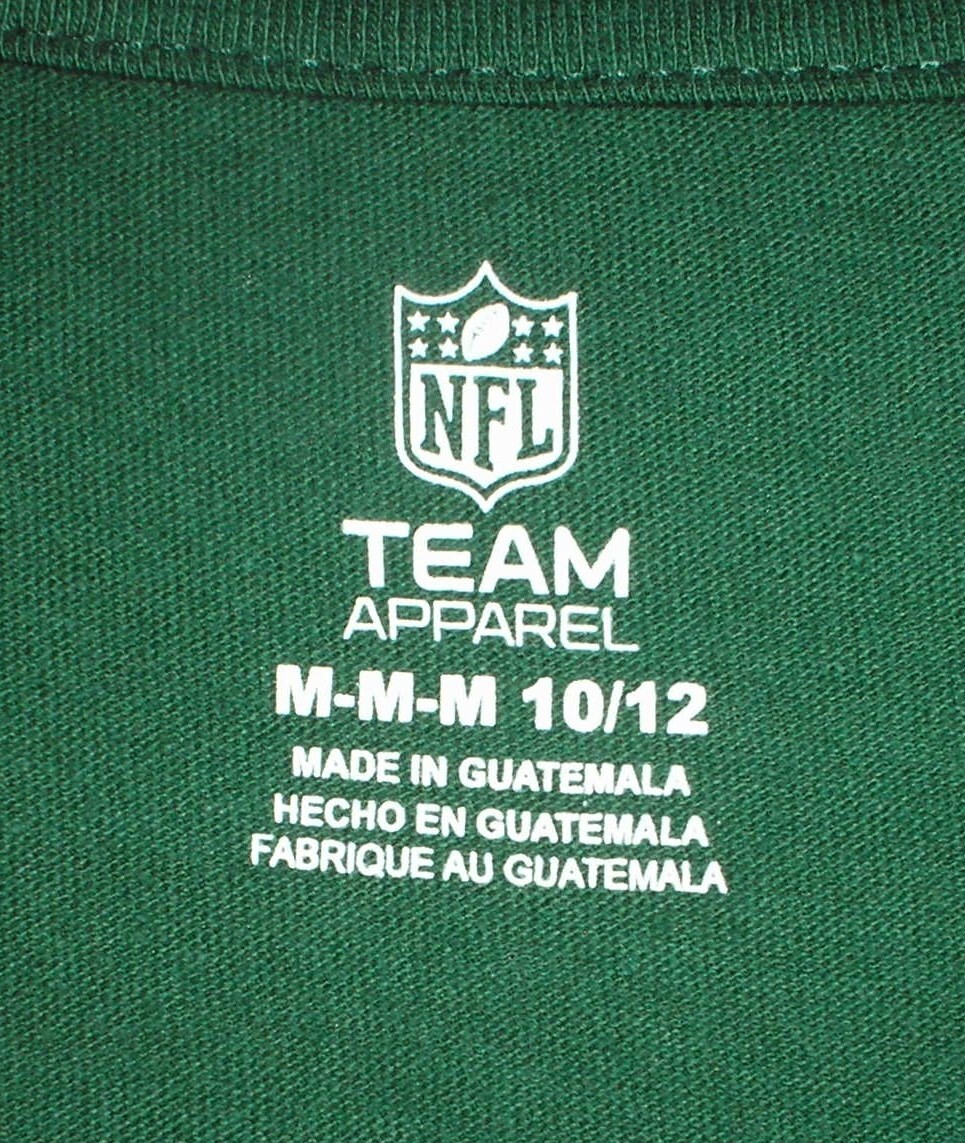 NFL
TEAM
APPAREL
M-M-M 10/12
MADE IN GUATEMALA
HECHO EN GUATEMALA
FABRIQUE AU GUATEMALA